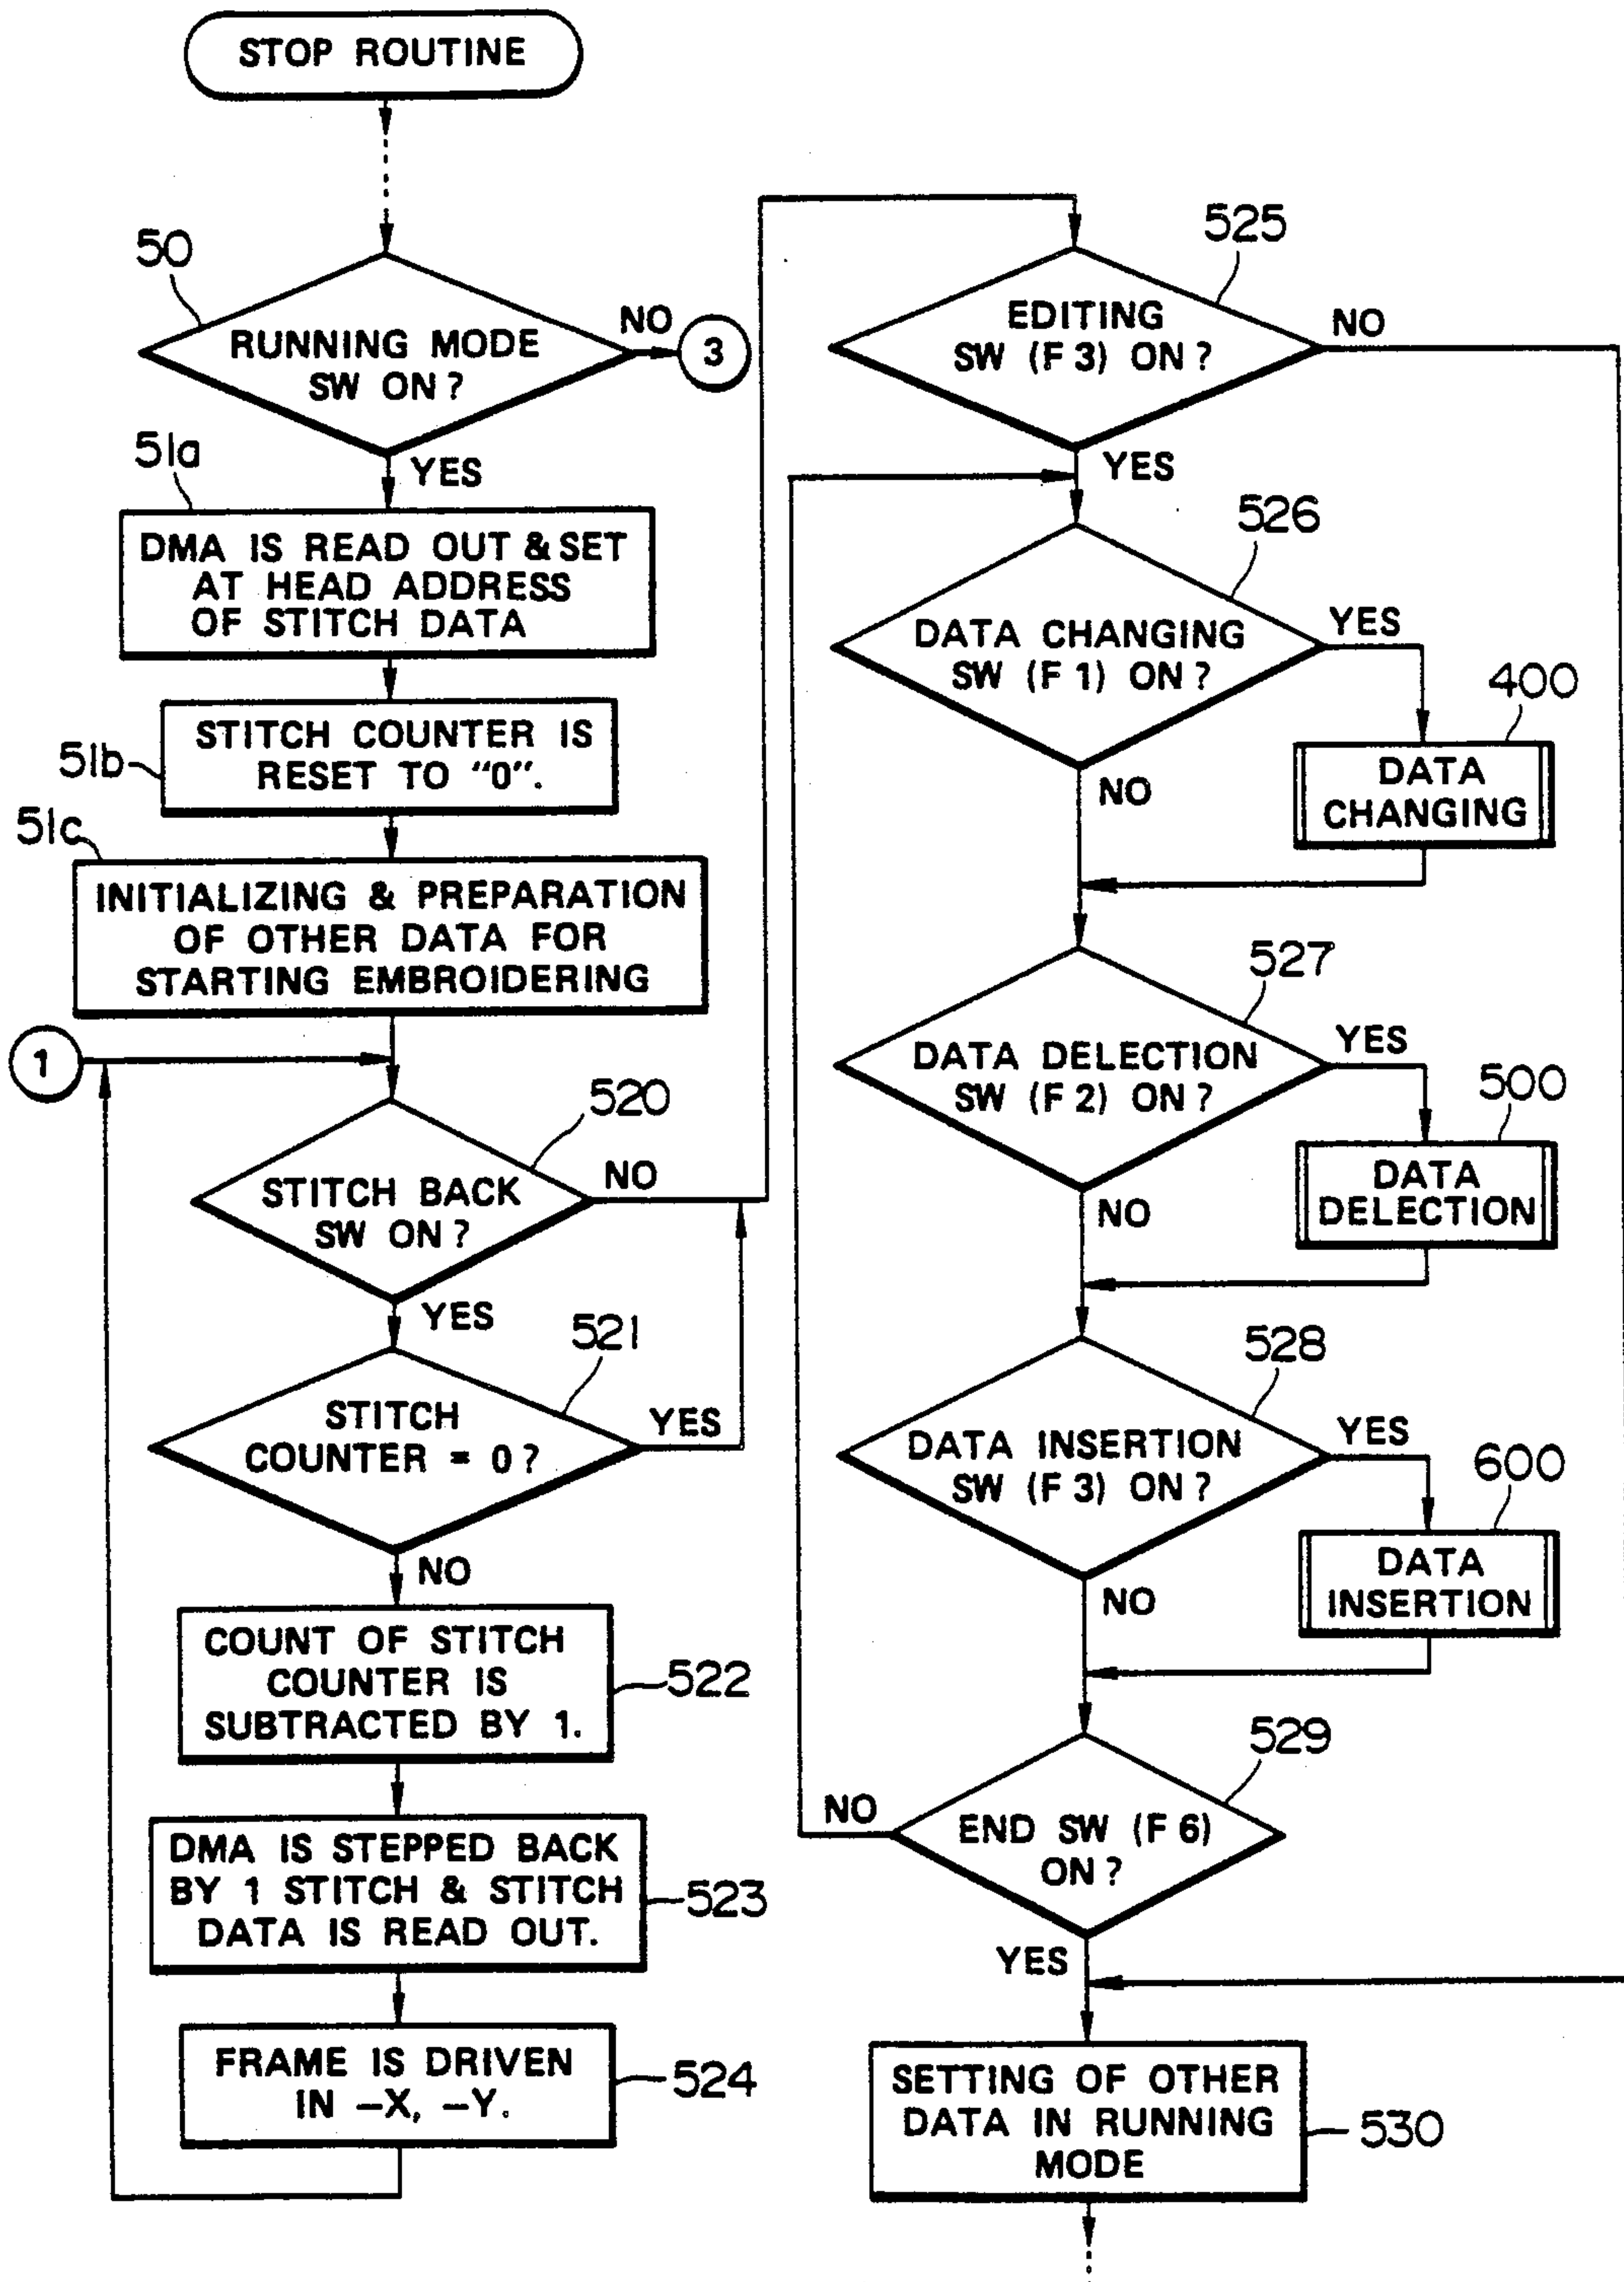 STOP ROUTINE
50
RUNNING MODE
SW ON?
NO
3
YES
51a
DMA IS READ OUT & SET
AT HEAD ADDRESS
OF STITCH DATA
51b
STITCH COUNTER IS
RESET TO "0".
51c
INITIALIZING & PREPARATION
OF OTHER DATA FOR
STARTING EMBROIDERING
1
520
STITCH BACK
SW ON?
NO
YES
521
STITCH
COUNTER = 0?
YES
NO
COUNT OF STITCH
COUNTER IS
SUBTRACTED BY 1.
522
DMA IS STEPPED BACK
BY 1 STITCH & STITCH
DATA IS READ OUT.
523
FRAME IS DRIVEN
IN –X, –Y.
524
525
EDITING
SW (F 3) ON?
NO
YES
526
DATA CHANGING
SW (F 1) ON?
YES
400
DATA
CHANGING
NO
527
DATA DELECTION
SW (F 2) ON?
YES
500
DATA
DELECTION
NO
528
DATA INSERTION
SW (F 3) ON?
YES
600
DATA
INSERTION
NO
529
END SW (F 6)
ON?
NO
YES
SETTING OF OTHER
DATA IN RUNNING
MODE
530